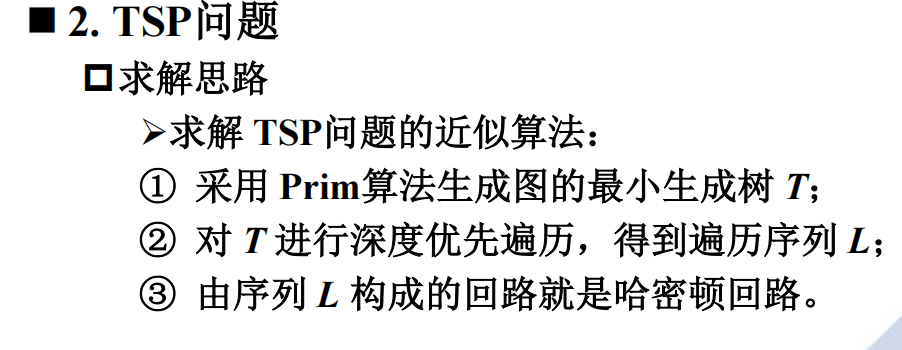 ■ 2. TSP问题
求解思路
➢求解 TSP问题的近似算法：
① 采用 Prim算法生成图的最小生成树 T；
② 对 T 进行深度优先遍历，得到遍历序列 L；
③ 由序列 L 构成的回路就是哈密顿回路。